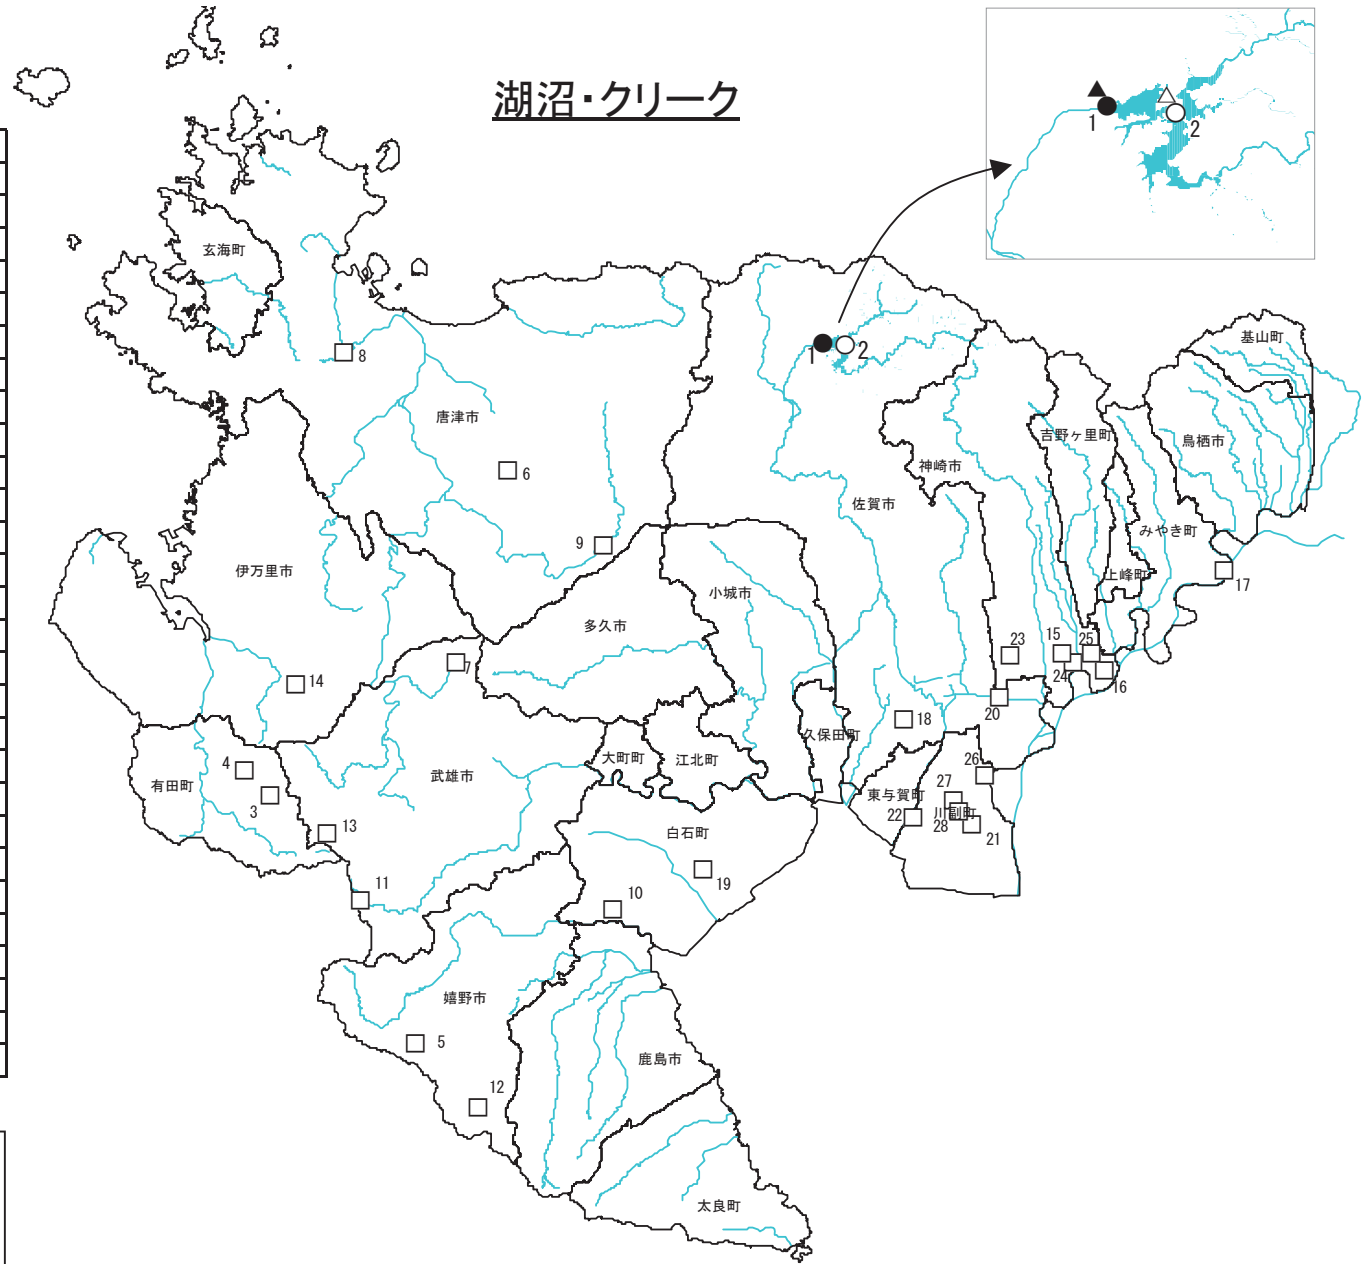 湖沼・クリーク
1
2
玄海町
8
1
2
基山町
唐津市
吉野ヶ里町
鳥栖市
6
神崎市
佐賀市
みやき町
9
伊万里市
上峰町
17
小城市
多久市
23
15
25
7
24
16
14
20
18
久保田町
4
大町町
江北町
有田町
武雄市
26
3
東与賀町
27
川副町
22
28
21
13
白石町
19
11
10
嬉野市
5
鹿島市
12
太良町